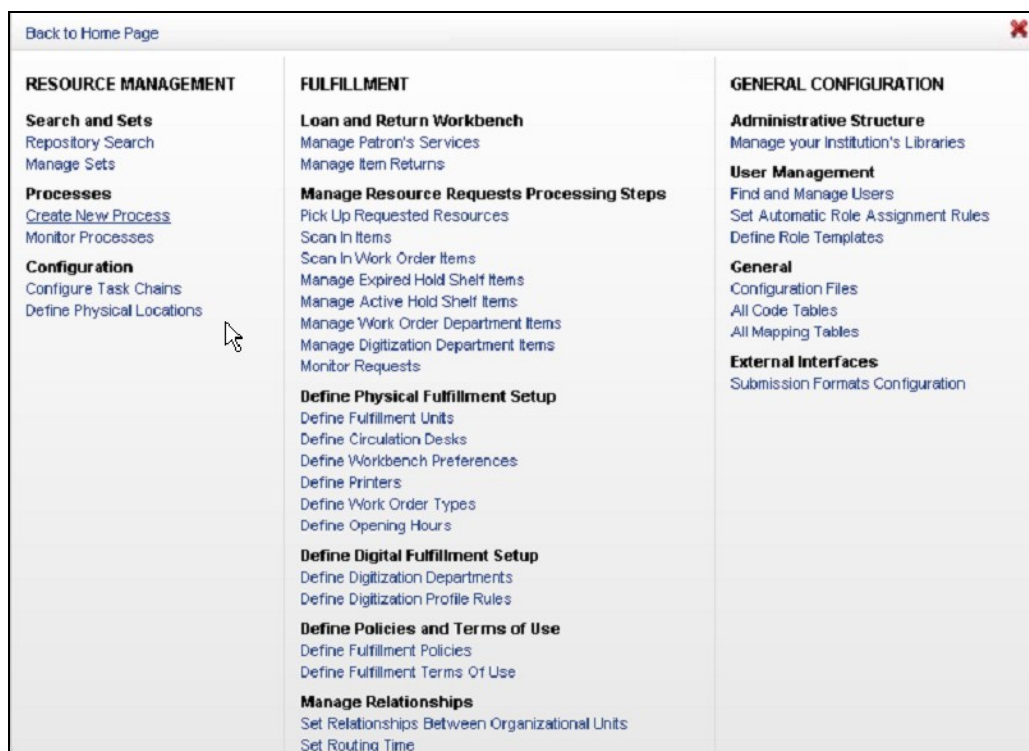 Back to Home Page
RESOURCE MANAGEMENT
Search and Sets
Repository Search
Manage Sets
Processes
Create New Process
Monitor Processes
Configuration
Configure Task Chains
Define Physical Locations
FULFILLMENT
Loan and Return Workbench
Manage Patron's Services
Manage Item Returns
Manage Resource Requests Processing Steps
Pick Up Requested Resources
Scan In Items
Scan In Work Order Items
Manage Expired Hold Shelf Items
Manage Active Hold Shelf Items
Manage Work Order Department Items
Manage Digitization Department Items
Monitor Requests
Define Physical Fulfillment Setup
Define Fulfillment Units
Define Circulation Desks
Define Workbench Preferences
Define Printers
Define Work Order Types
Define Opening Hours
Define Digital Fulfillment Setup
Define Digitization Departments
Define Digitization Profile Rules
Define Policies and Terms of Use
Define Fulfillment Policies
Define Fulfillment Terms Of Use
Manage Relationships
Set Relationships Between Organizational Units
Set Routing Time
GENERAL CONFIGURATION
Administrative Structure
Manage your Institution's Libraries
User Management
Find and Manage Users
Set Automatic Role Assignment Rules
Define Role Templates
General
Configuration Files
All Code Tables
All Mapping Tables
External Interfaces
Submission Formats Configuration